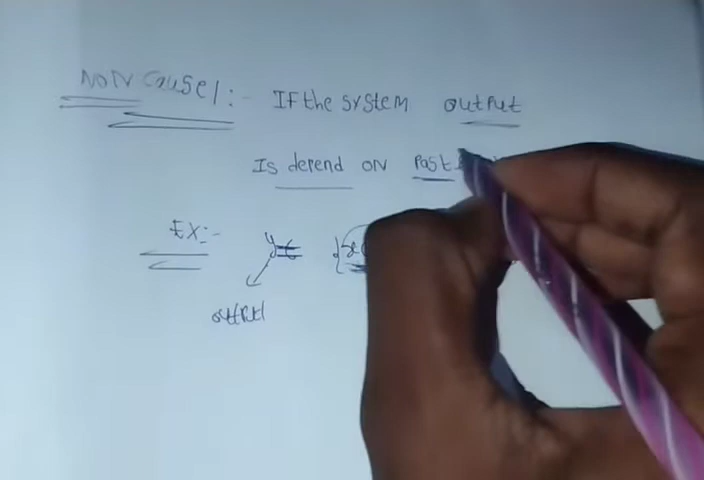 NON Causel :- IF the system output
Is depend on Past
EX:- y
output